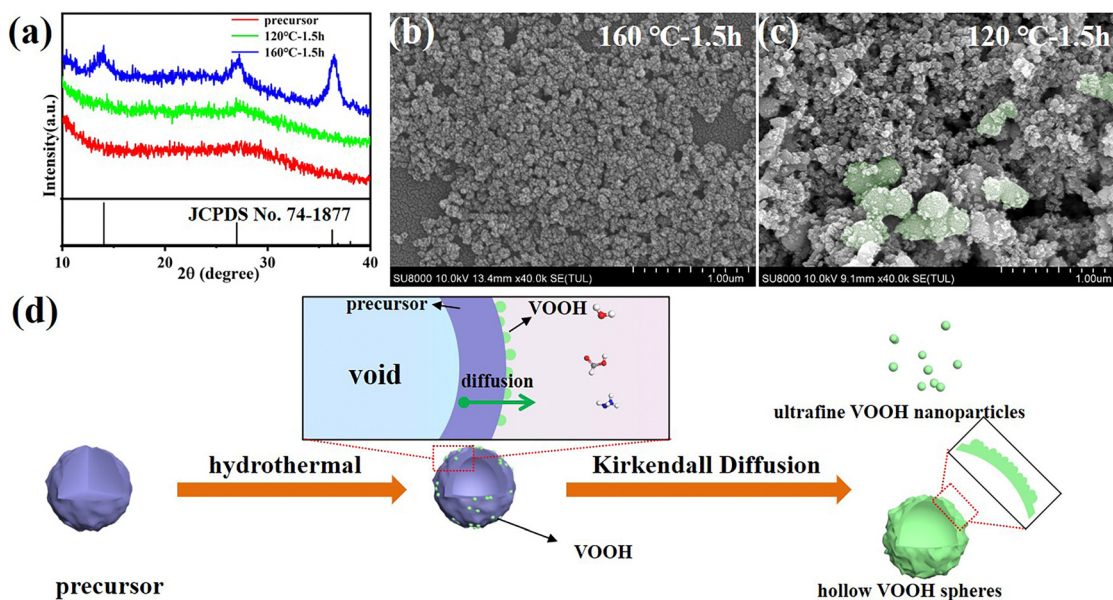 (a)
precursor
120°C-1.5h
160°C-1.5h
Intensity(a.u.)
JCPDS No. 74-1877
10 20 30 40
2θ (degree)
(b)
160 °C-1.5h
SU8000 10.0kV 13.4mm x40.0k SE(TUL)
1.00um
(c)
120 °C-1.5h
SU8000 10.0kV 9.1mm x40.0k SE(TUL)
1.00um
(d)
precursor
VOOH
void
diffusion
ultrafine VOOH nanoparticles
hydrothermal
Kirkendall Diffusion
VOOH
precursor
hollow VOOH spheres